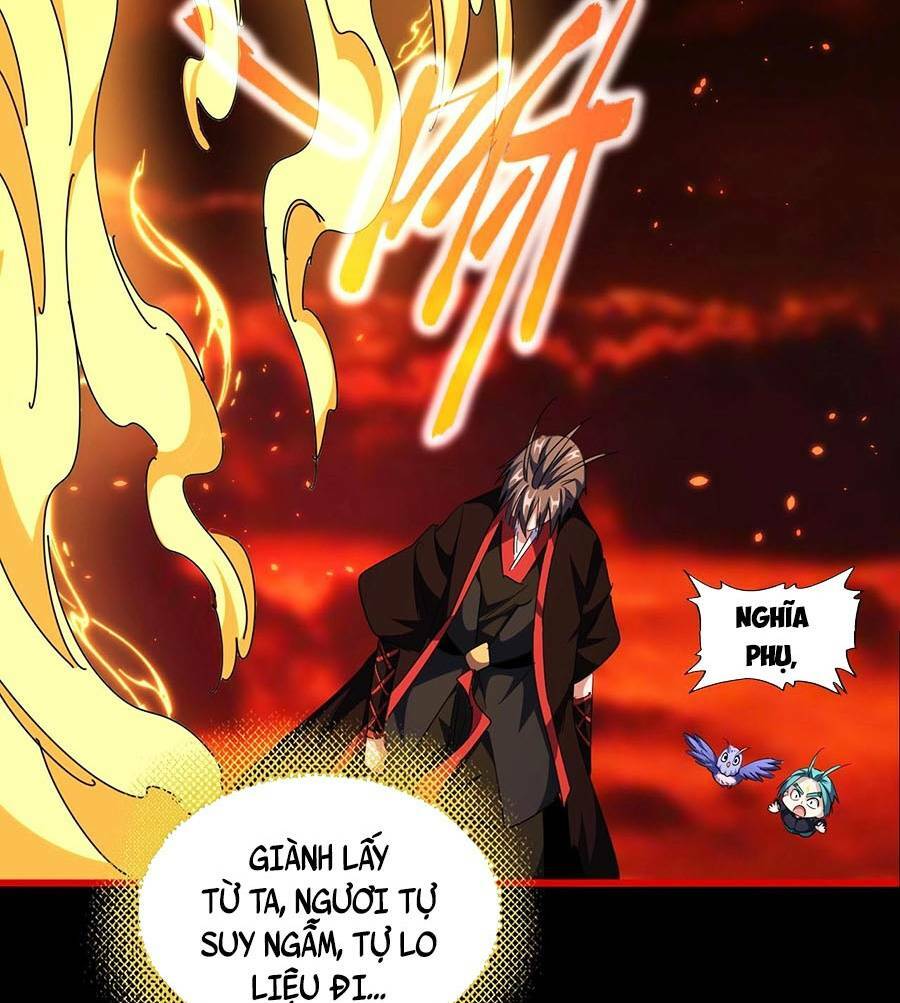 NGHĨA
PHỤ,
GIÀNH LẤY
TỪ TA, NGƯƠI TỰ
SUY NGẪM, TỰ LO
LIỆU ĐI...